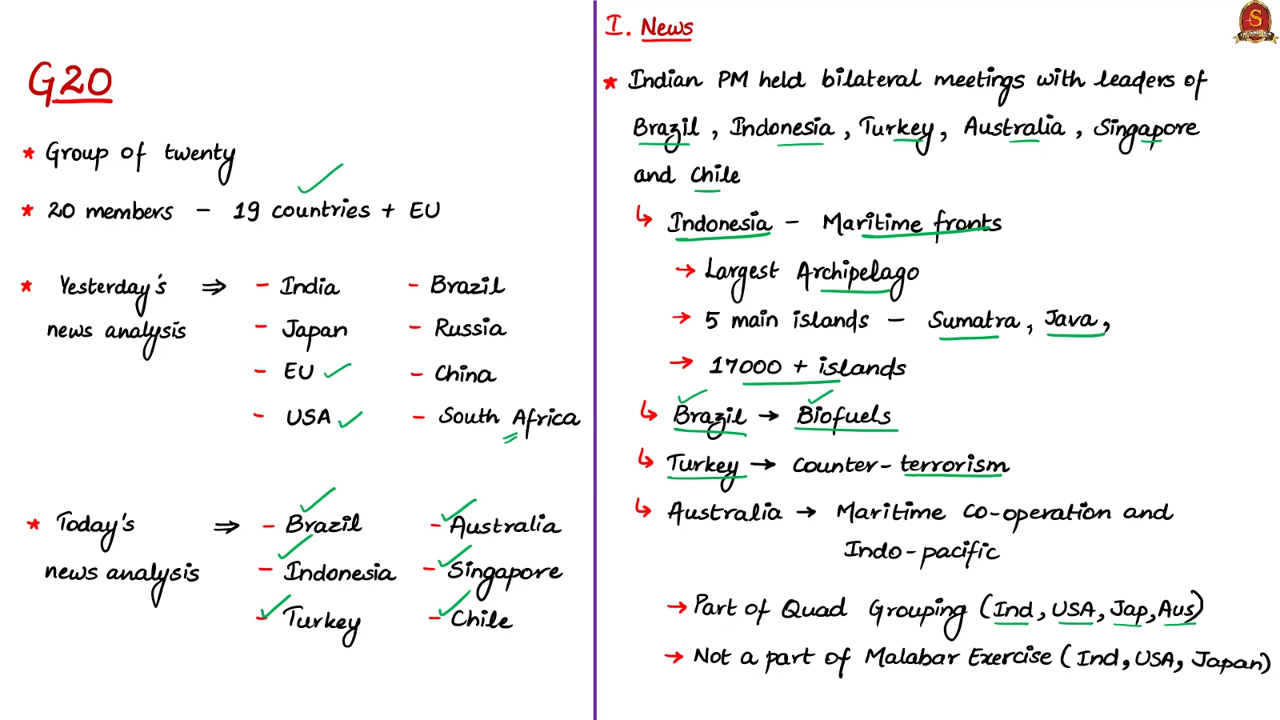 G20
* Group of twenty
* 20 members - 19 countries + EU
* Yesterday's ⇒ - India - Brazil
news analysis - Japan - Russia
- EU - China
- USA - South Africa
* Today's ⇒ - Brazil - Australia
news analysis - Indonesia - Singapore
- Turkey - Chile
I. News
* Indian PM held bilateral meetings with leaders of
Brazil, Indonesia, Turkey, Australia, Singapore
and Chile
↳ Indonesia - Maritime fronts
→ Largest Archipelago
→ 5 main islands - Sumatra, Java,
→ 17000 + islands
↳ Brazil → Biofuels
↳ Turkey → Counter-terrorism
↳ Australia → Maritime Co-operation and
Indo-pacific
→ Part of Quad Grouping (Ind, USA, Jap, Aus)
→ Not a part of Malabar Exercise (Ind, USA, Japan)